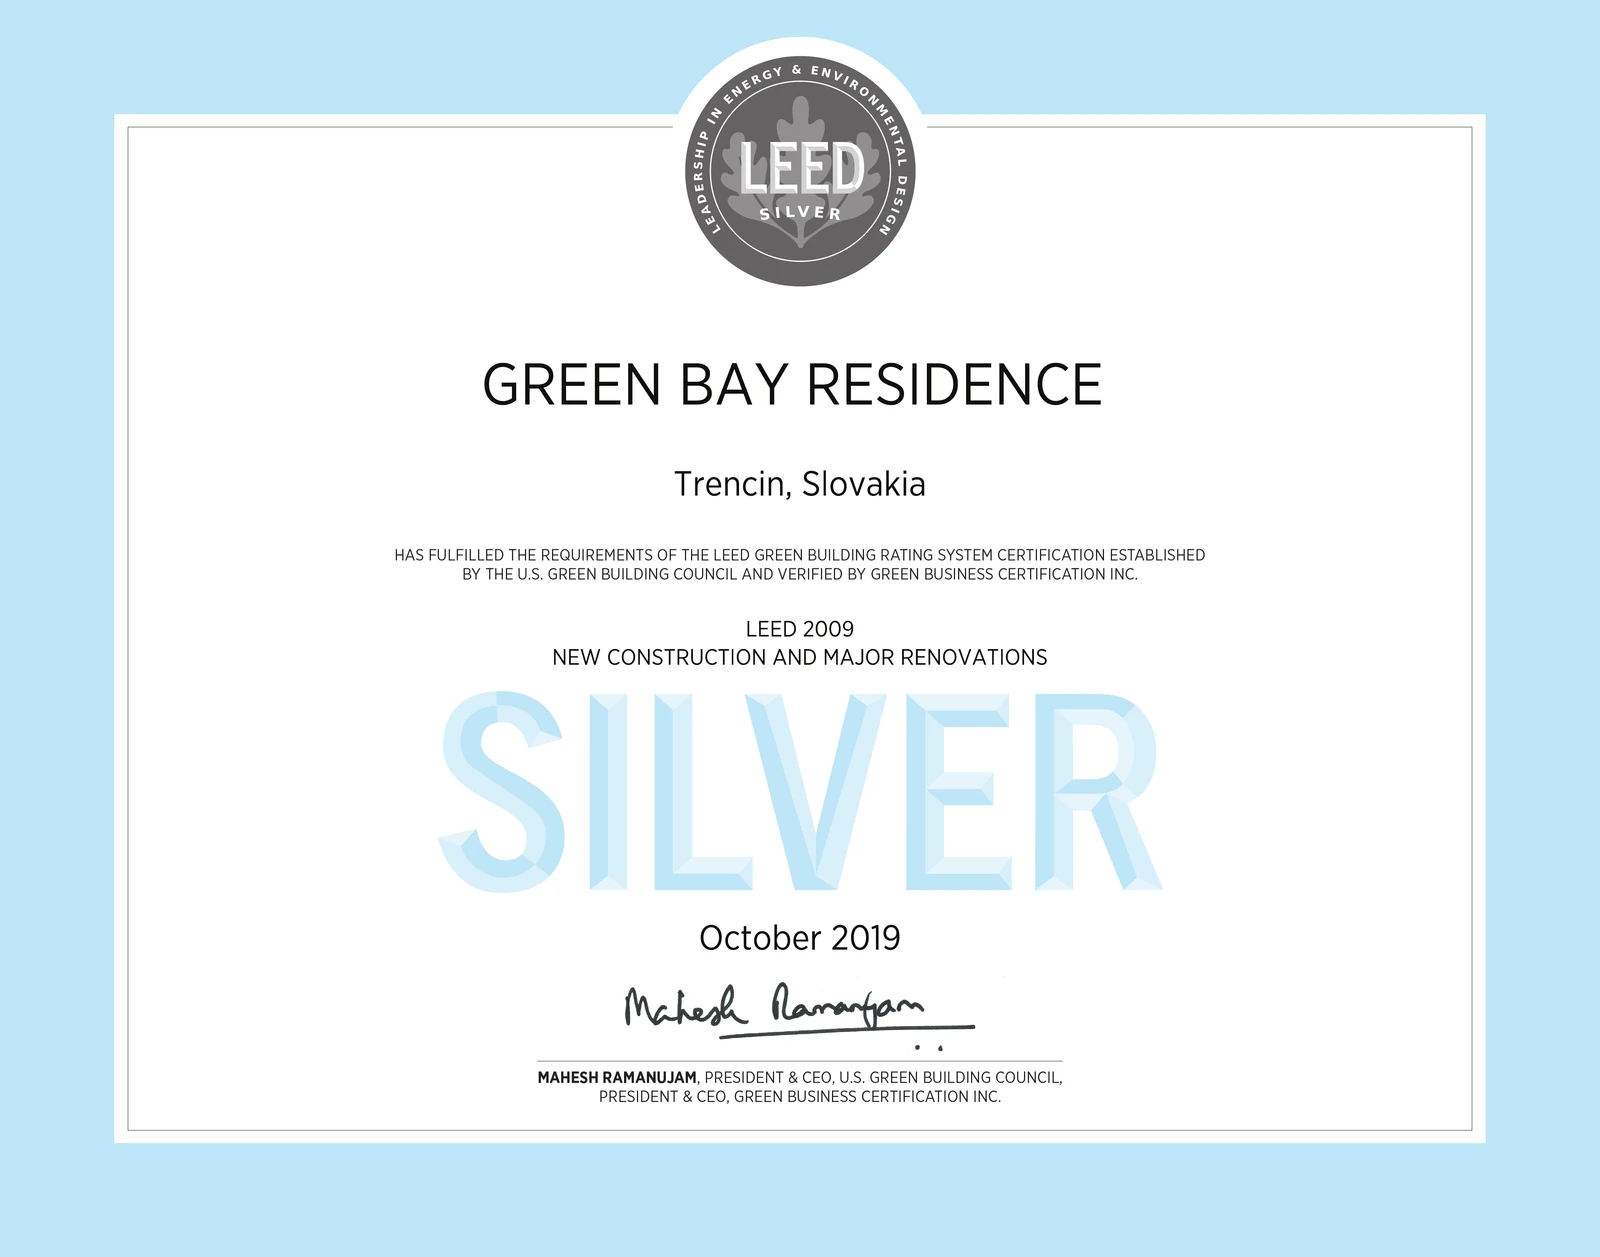 LEADERSHIP IN ENERGY & ENVIRONMENTAL DESIGN
LEED
SILVER
GREEN BAY RESIDENCE
Trencin, Slovakia
HAS FULFILLED THE REQUIREMENTS OF THE LEED GREEN BUILDING RATING SYSTEM CERTIFICATION ESTABLISHED
BY THE U.S. GREEN BUILDING COUNCIL AND VERIFIED BY GREEN BUSINESS CERTIFICATION INC.
LEED 2009
NEW CONSTRUCTION AND MAJOR RENOVATIONS
SILVER
October 2019
Mahesh Ramanujam
MAHESH RAMANUJAM, PRESIDENT & CEO, U.S. GREEN BUILDING COUNCIL,
PRESIDENT & CEO, GREEN BUSINESS CERTIFICATION INC.